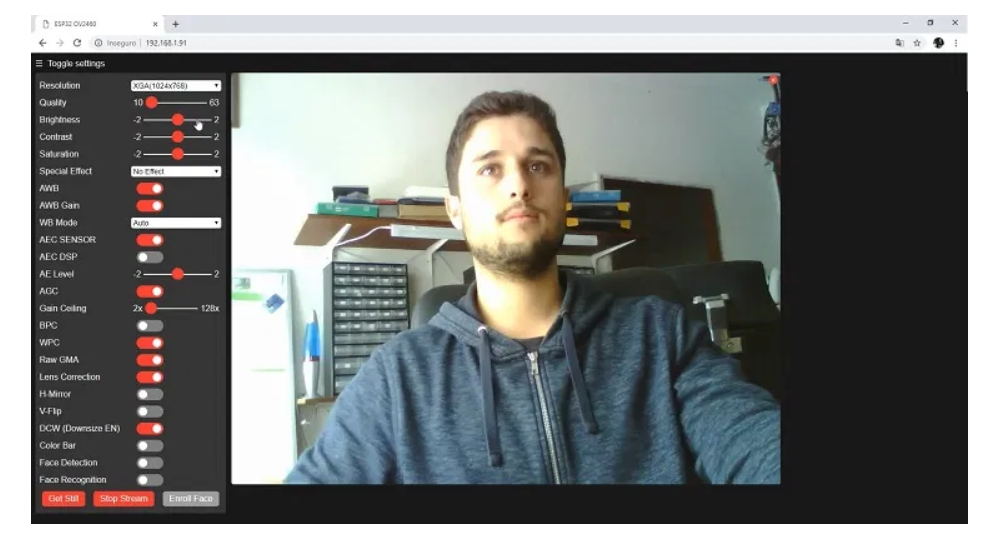 ESP32 OV2460
Inseguro | 192.168.1.91
Toggle settings
Resolution XGA(1024x768)
Quality 10 63
Brightness -2 2
Contrast -2 2
Saturation -2 2
Special Effect No Effect
AWB
AWB Gain
WB Mode Auto
AEC SENSOR
AEC DSP
AE Level -2 2
AGC
Gain Ceiling 2x 128x
BPC
WPC
Raw GMA
Lens Correction
H-Mirror
V-Flip
DCW (Downsize EN)
Color Bar
Face Detection
Face Recognition
Get Still Stop Stream Enroll Face